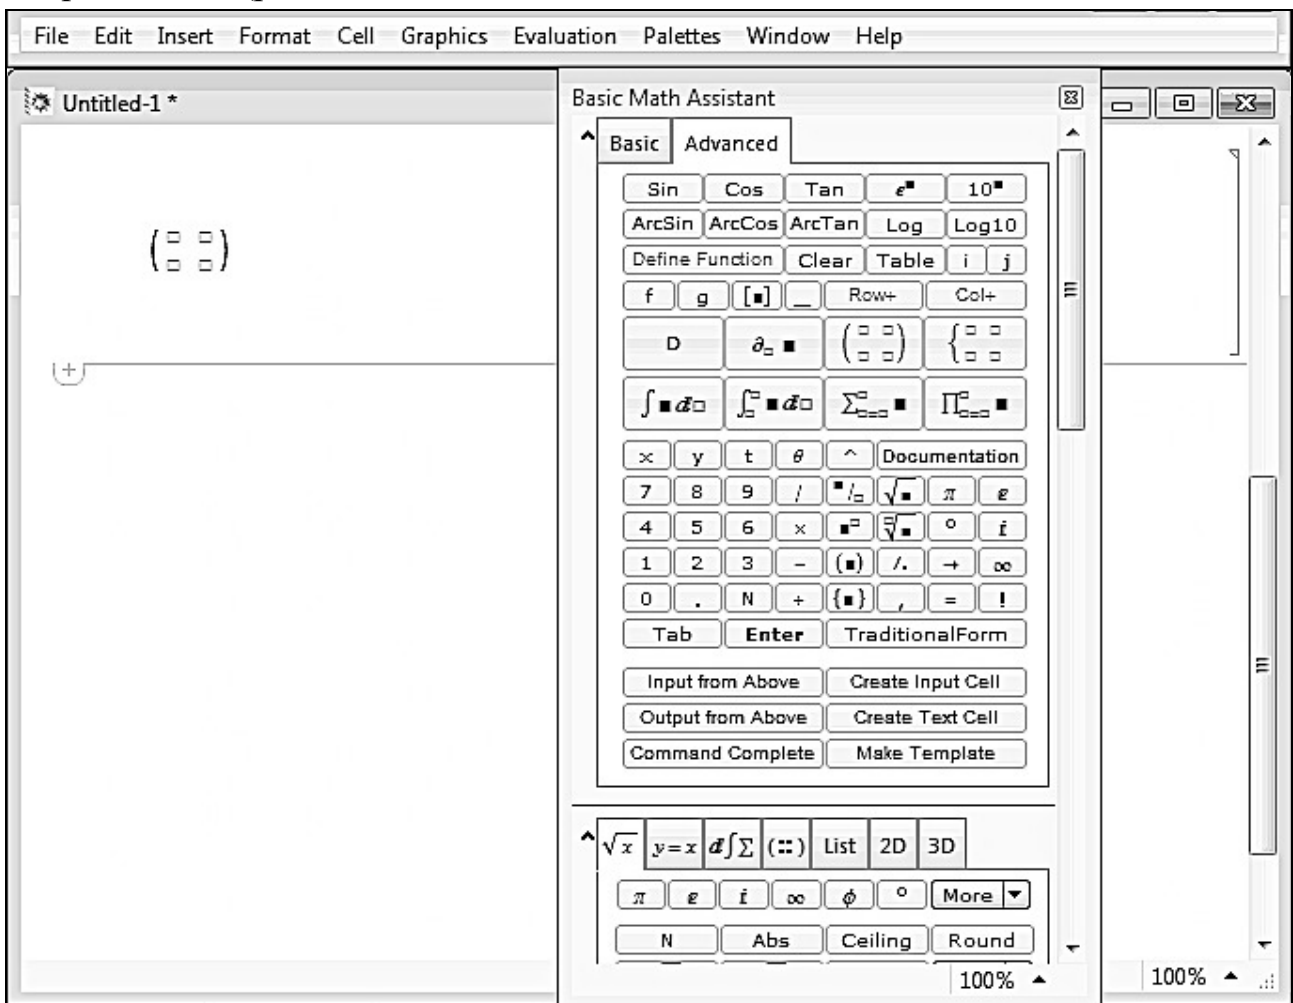 File Edit Insert Format Cell Graphics Evaluation Palettes Window Help
Untitled-1 *
Basic Math Assistant
Basic Advanced
Sin Cos Tan e■ 10■
ArcSin ArcCos ArcTan Log Log10
Define Function Clear Table i j
f g [■] _ Row+ Col+
D ∂□ ■ (□ □ □ □) {□ □ □ □
∫■ⅆ□ ∫□□■ⅆ□ ∑□□=□■ ∏□□=□■
x y t θ ^ Documentation
7 8 9 / ■/□ √■ π ⅇ
4 5 6 × ■□ □√■ ° ⅈ
1 2 3 − (■) /. → ∞
0 . N + {■} , = !
Tab Enter TraditionalForm
Input from Above Create Input Cell
Output from Above Create Text Cell
Command Complete Make Template
√x y=x ⅆ∫∑ (::) List 2D 3D
π ⅇ ⅈ ∞ ϕ ° More
N Abs Ceiling Round
100%
100%